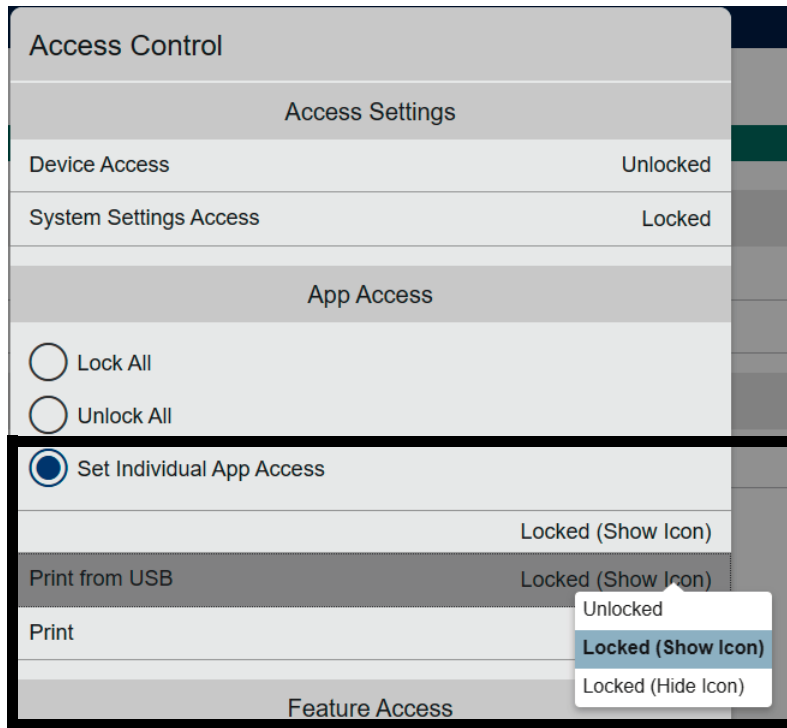 Access Control
Access Settings
Device Access Unlocked
System Settings Access Locked
App Access
Lock All
Unlock All
Set Individual App Access
Locked (Show Icon)
Print from USB Locked (Show Icon)
Unlocked
Print
Locked (Show Icon)
Locked (Hide Icon)
Feature Access